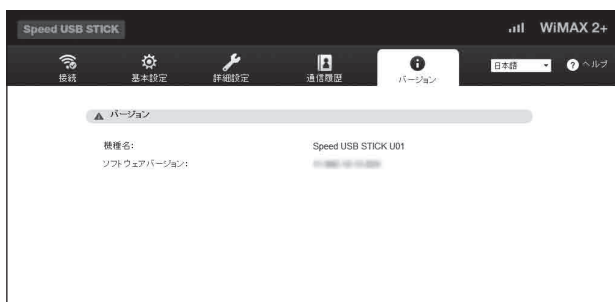 Speed USB STICK
WiMAX 2+
接続
基本設定
詳細設定
通信履歴
バージョン
日本語
ヘルプ
バージョン
機種名: Speed USB STICK U01
ソフトウェアバージョン: